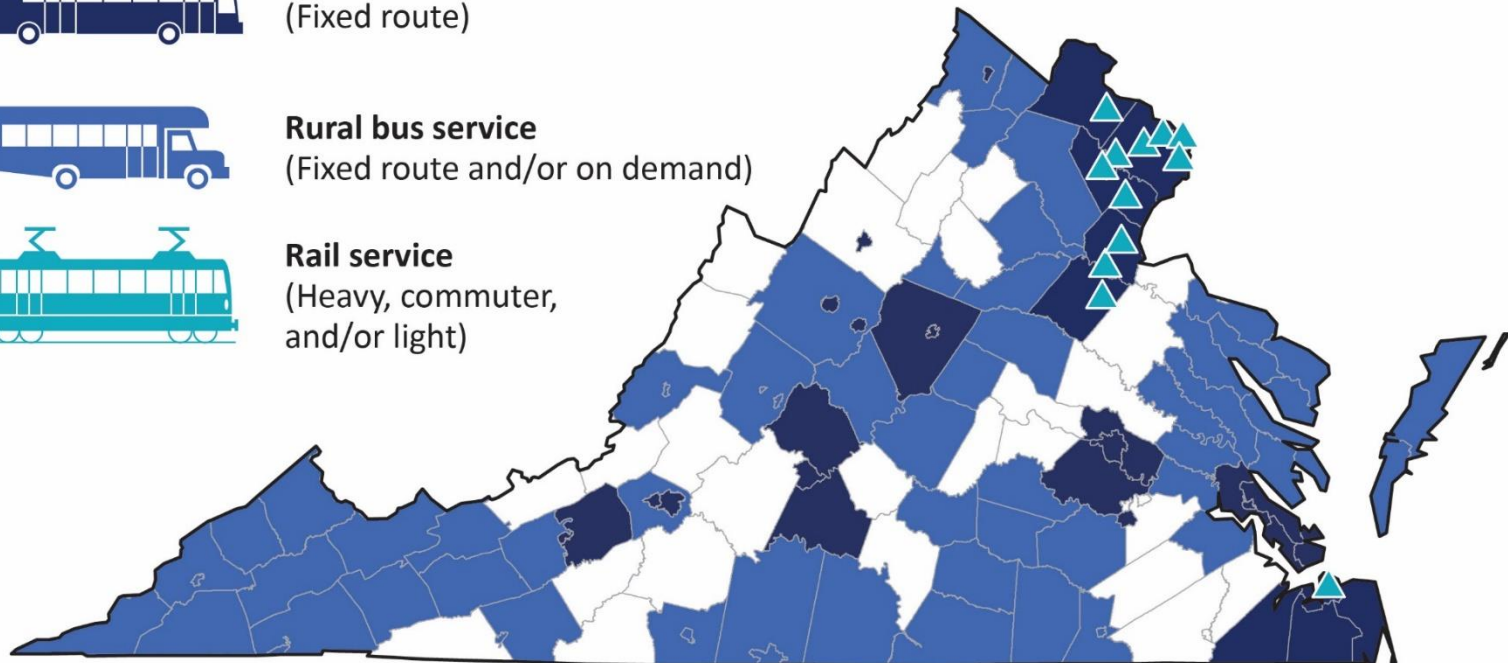 (Fixed route)
Rural bus service
(Fixed route and/or on demand)
Rail service
(Heavy, commuter,
and/or light)